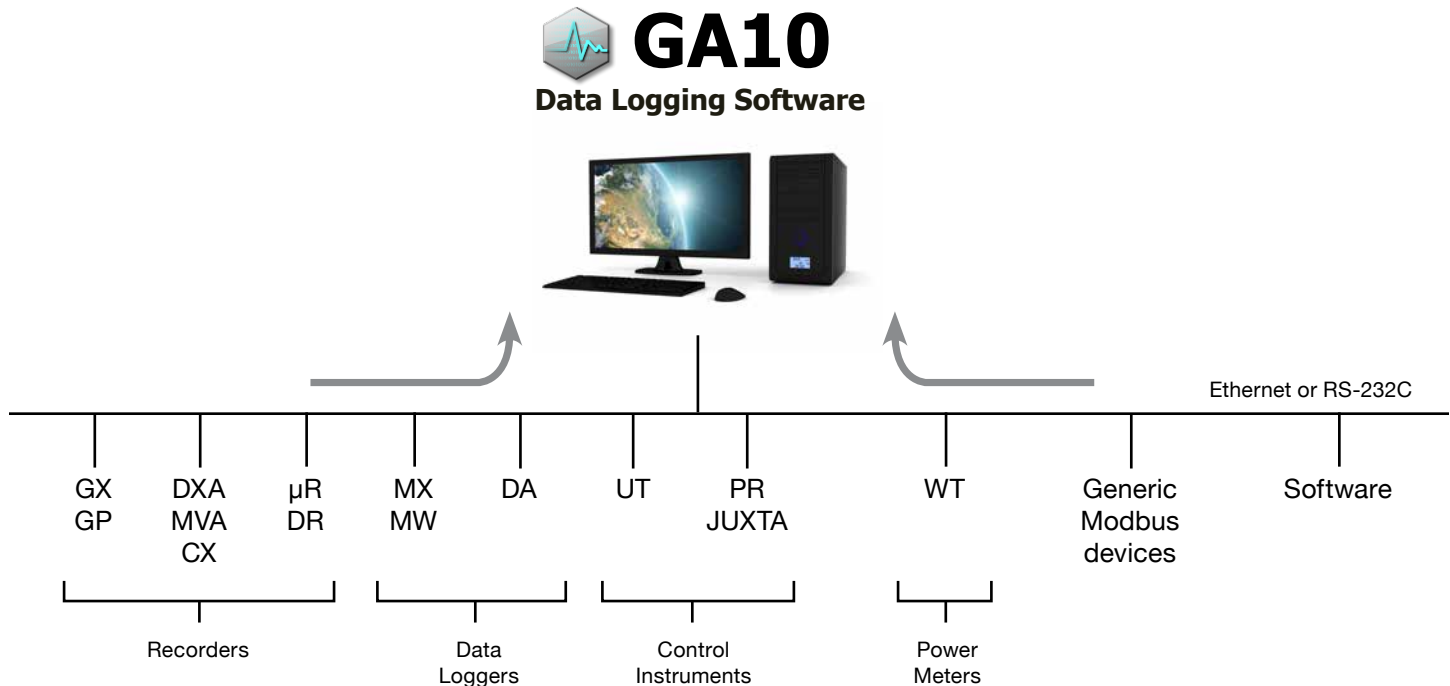 GA10
Data Logging Software
Ethernet or RS-232C
GX
GP
DXA
MVA
CX
µR
DR
MX
MW
DA
UT
PR
JUXTA
WT
Generic
Modbus
devices
Software
Recorders
Data
Loggers
Control
Instruments
Power
Meters